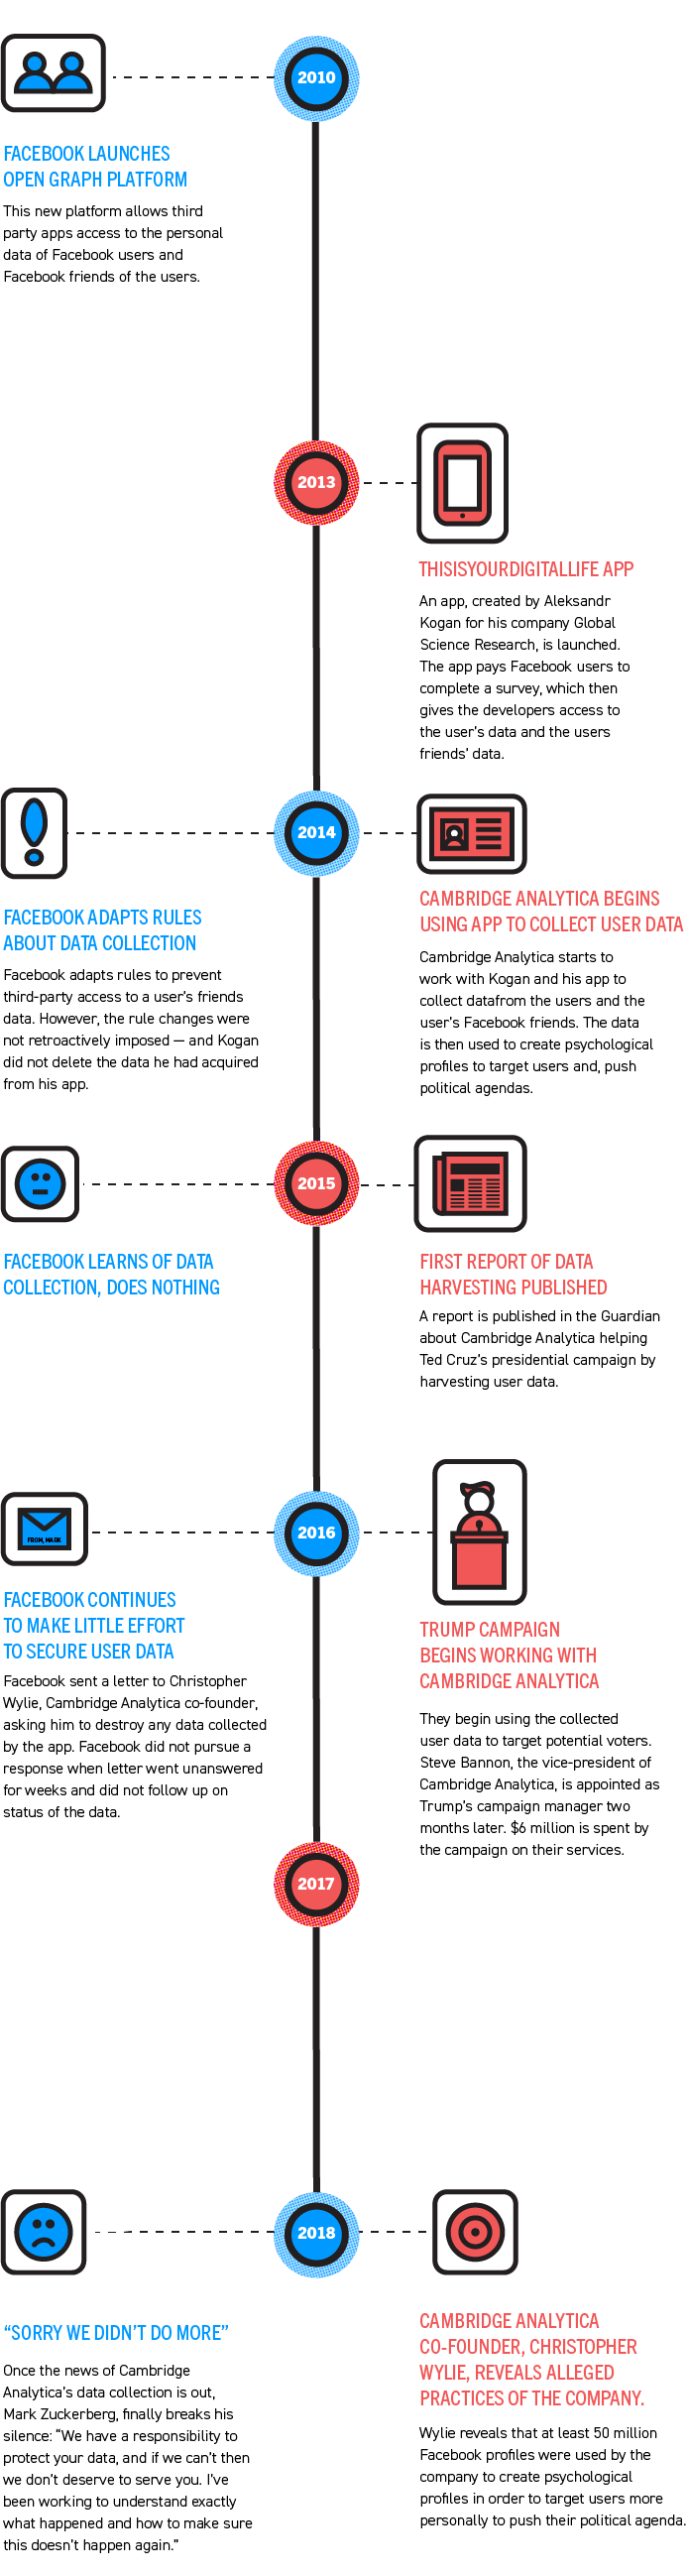 2010
FACEBOOK LAUNCHES
OPEN GRAPH PLATFORM
This new platform allows third
party apps access to the personal
data of Facebook users and
Facebook friends of the users.
2013
THISISYOURDIGITALLIFE APP
An app, created by Aleksandr
Kogan for his company Global
Science Research, is launched.
The app pays Facebook users to
complete a survey, which then
gives the developers access to
the user's data and the users
friends' data.
2014
FACEBOOK ADAPTS RULES
ABOUT DATA COLLECTION
Facebook adapts rules to prevent
third-party access to a user's friends
data. However, the rule changes were
not retroactively imposed — and Kogan
did not delete the data he had acquired
from his app.
CAMBRIDGE ANALYTICA BEGINS
USING APP TO COLLECT USER DATA
Cambridge Analytica starts to
work with Kogan and his app to
collect datafrom the users and the
user's Facebook friends. The data
is then used to create psychological
profiles to target users and, push
political agendas.
2015
FACEBOOK LEARNS OF DATA
COLLECTION, DOES NOTHING
FIRST REPORT OF DATA
HARVESTING PUBLISHED
A report is published in the Guardian
about Cambridge Analytica helping
Ted Cruz's presidential campaign by
harvesting user data.
2016
FROM, MARK
FACEBOOK CONTINUES
TO MAKE LITTLE EFFORT
TO SECURE USER DATA
Facebook sent a letter to Christopher
Wylie, Cambridge Analytica co-founder,
asking him to destroy any data collected
by the app. Facebook did not pursue a
response when letter went unanswered
for weeks and did not follow up on
status of the data.
TRUMP CAMPAIGN
BEGINS WORKING WITH
CAMBRIDGE ANALYTICA
They begin using the collected
user data to target potential voters.
Steve Bannon, the vice-president of
Cambridge Analytica, is appointed as
Trump's campaign manager two
months later. $6 million is spent by
the campaign on their services.
2017
2018
"SORRY WE DIDN'T DO MORE"
Once the news of Cambridge
Analytica's data collection is out,
Mark Zuckerberg, finally breaks his
silence: "We have a responsibility to
protect your data, and if we can't then
we don't deserve to serve you. I've
been working to understand exactly
what happened and how to make sure
this doesn't happen again."
CAMBRIDGE ANALYTICA
CO-FOUNDER, CHRISTOPHER
WYLIE, REVEALS ALLEGED
PRACTICES OF THE COMPANY.
Wylie reveals that at least 50 million
Facebook profiles were used by the
company to create psychological
profiles in order to target users more
personally to push their political agenda.